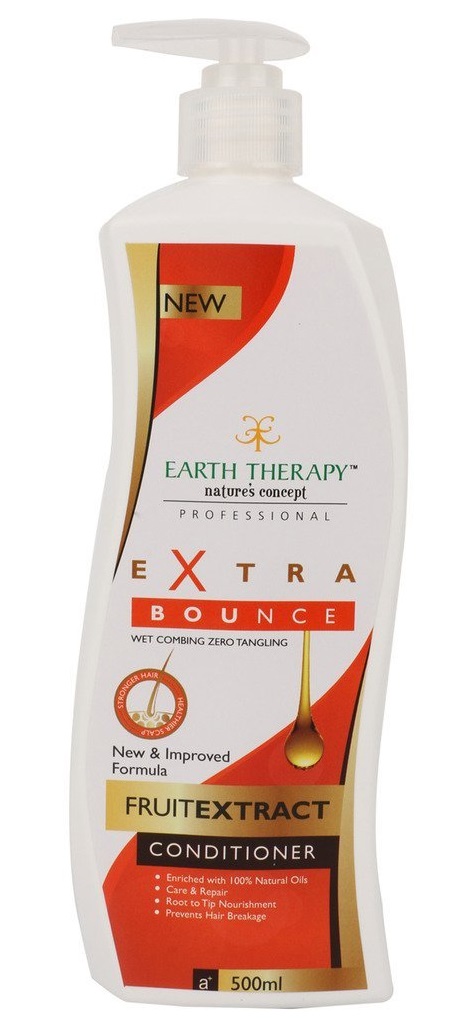 NEW
EARTH THERAPY™
nature's concept
PROFESSIONAL
EXTRA
BOUNCE
WET COMBING ZERO TANGLING
STRONGER HAIR
HEALTHIER SCALP
New & Improved
Formula
FRUITEXTRACT
CONDITIONER
• Enriched with 100% Natural Oils
• Care & Repair
• Root to Tip Nourishment
• Prevents Hair Breakage
a+ 500ml